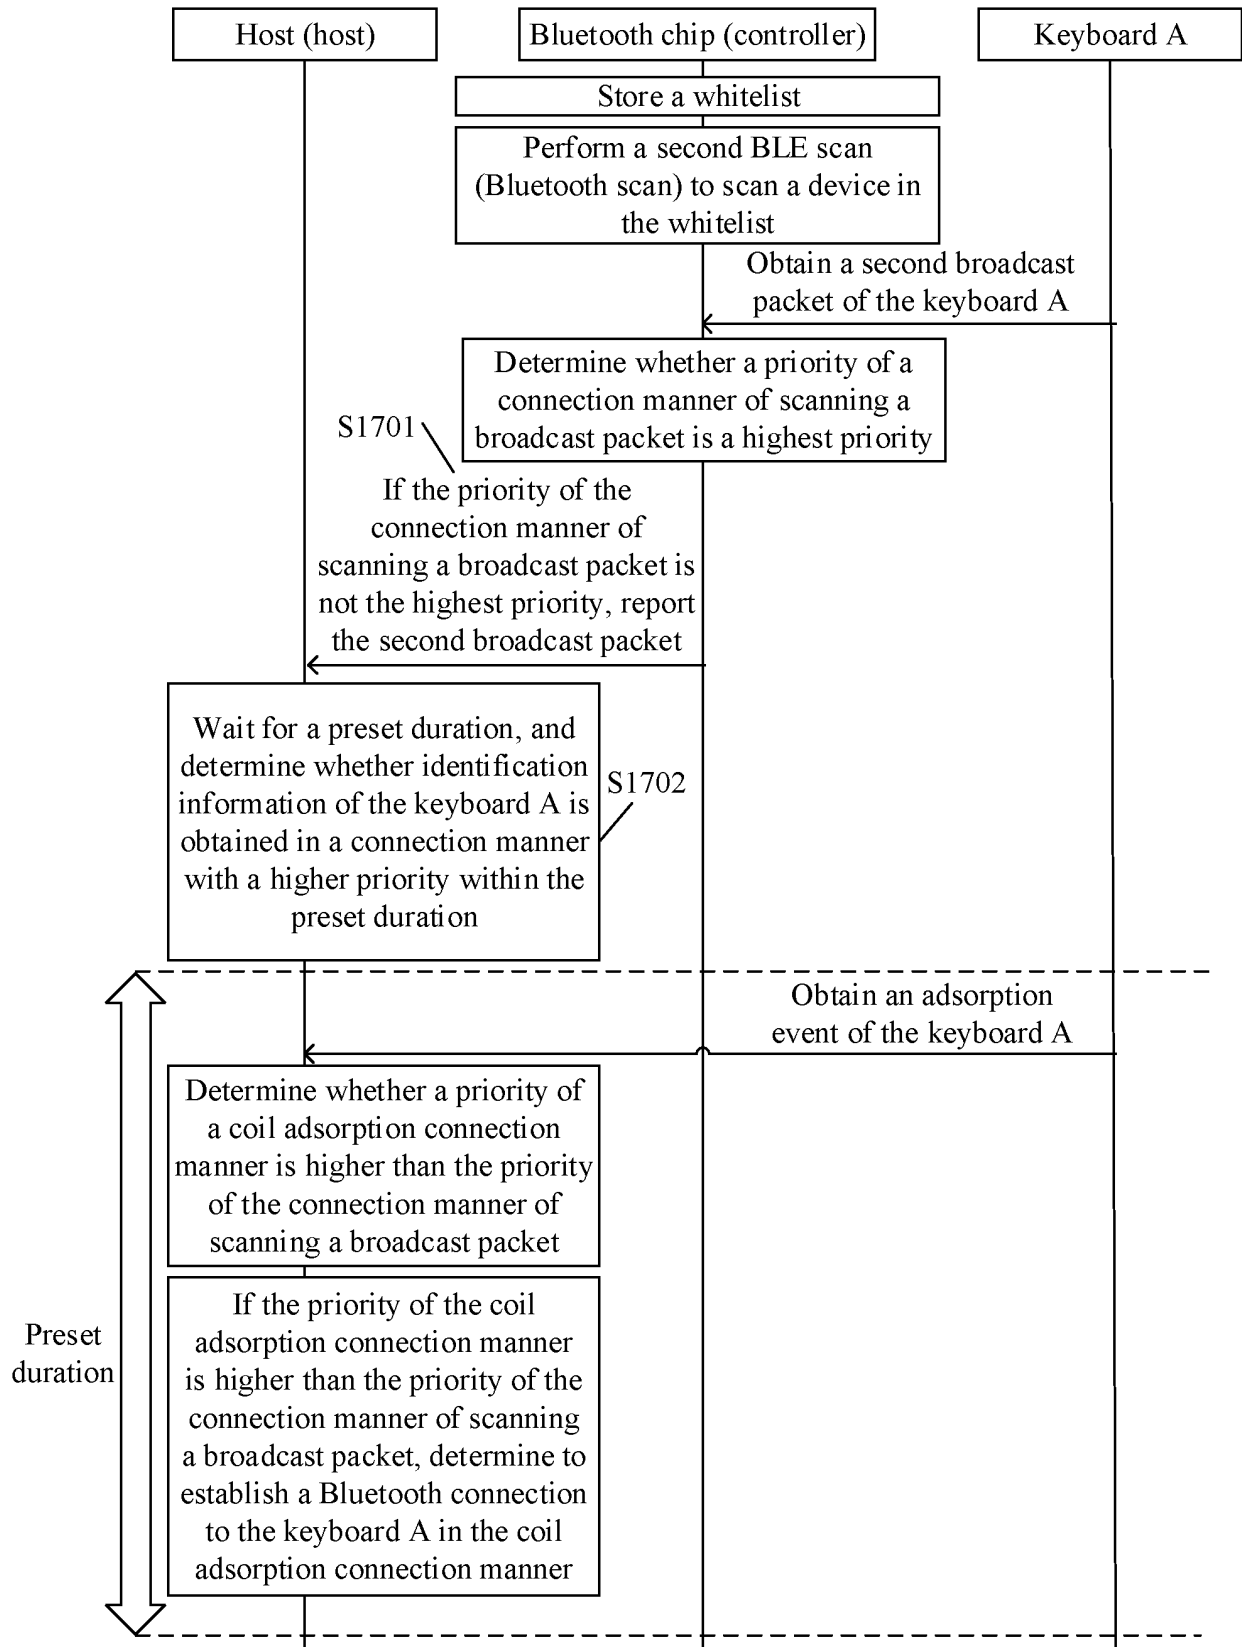 Host (host)
Bluetooth chip (controller)
Keyboard A
Store a whitelist
Perform a second BLE scan
(Bluetooth scan) to scan a device in
the whitelist
Obtain a second broadcast
packet of the keyboard A
Determine whether a priority of a
connection manner of scanning a
broadcast packet is a highest priority
S1701
If the priority of the
connection manner of
scanning a broadcast packet is
not the highest priority, report
the second broadcast packet
Wait for a preset duration, and
determine whether identification
information of the keyboard A is
obtained in a connection manner
with a higher priority within the
preset duration
S1702
Obtain an adsorption
event of the keyboard A
Determine whether a priority of
a coil adsorption connection
manner is higher than the priority
of the connection manner of
scanning a broadcast packet
If the priority of the coil
adsorption connection manner
is higher than the priority of the
connection manner of scanning
a broadcast packet, determine to
establish a Bluetooth connection
to the keyboard A in the coil
adsorption connection manner
Preset
duration